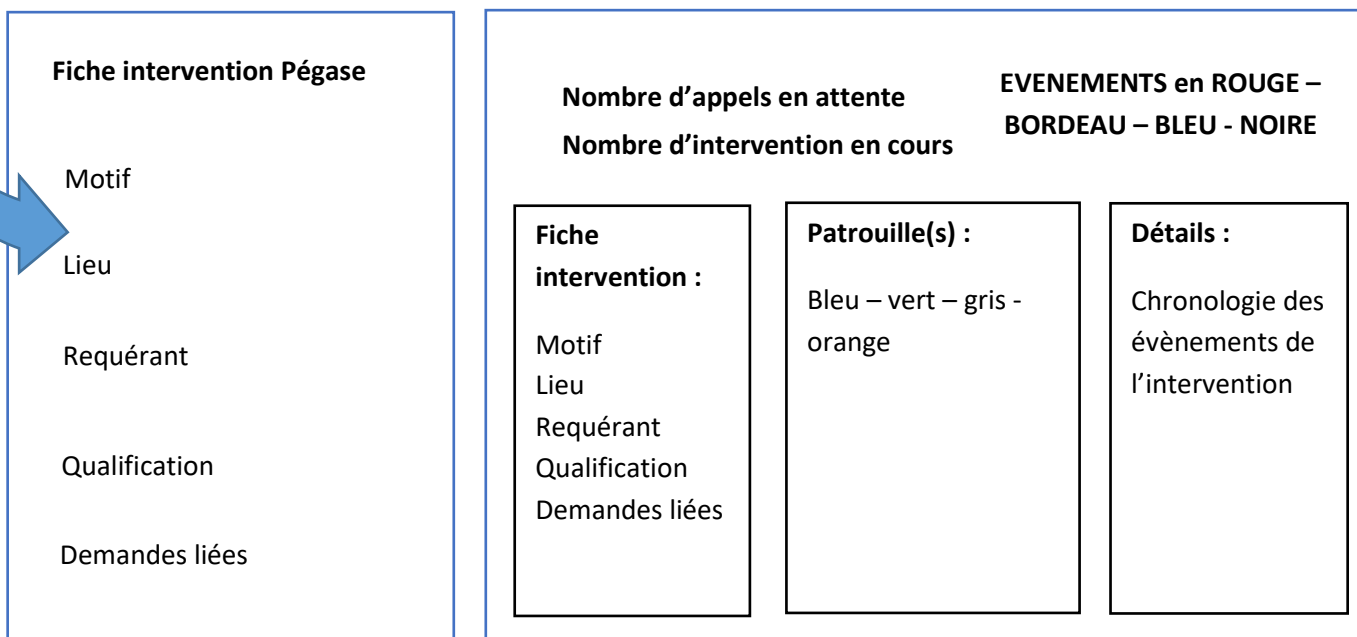 Fiche intervention Pégase
Motif
Lieu
Requérant
Qualification
Demandes liées
Nombre d’appels en attente
Nombre d’intervention en cours
EVENEMENTS en ROUGE –
BORDEAU – BLEU - NOIRE
Fiche
intervention :
Motif
Lieu
Requérant
Qualification
Demandes liées
Patrouille(s) :
Bleu – vert – gris -
orange
Détails :
Chronologie des
évènements de
l’intervention